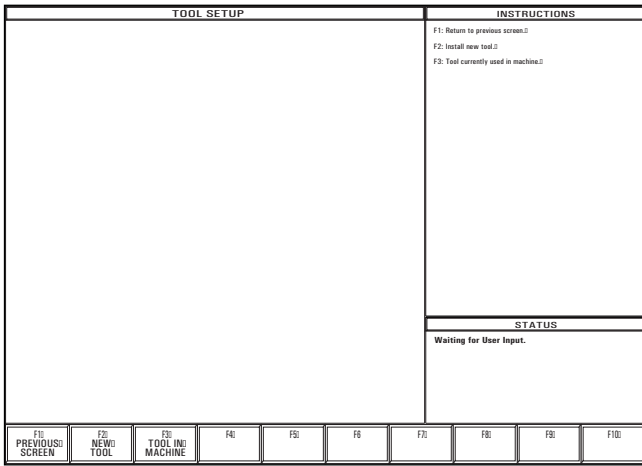 TOOL SETUP
INSTRUCTIONS
F1: Return to previous screen.
F2: Install new tool.
F3: Tool currently used in machine.
STATUS
Waiting for User Input.
F1
PREVIOUS
SCREEN
F2
NEW
TOOL
F3
TOOL IN
MACHINE
F4
F5
F6
F7
F8
F9
F10